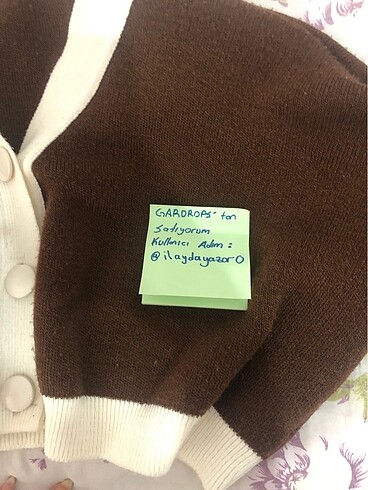 GARDROPS' tan
Satıyorum
Kullanıcı Adım :
@ilaydayazar0